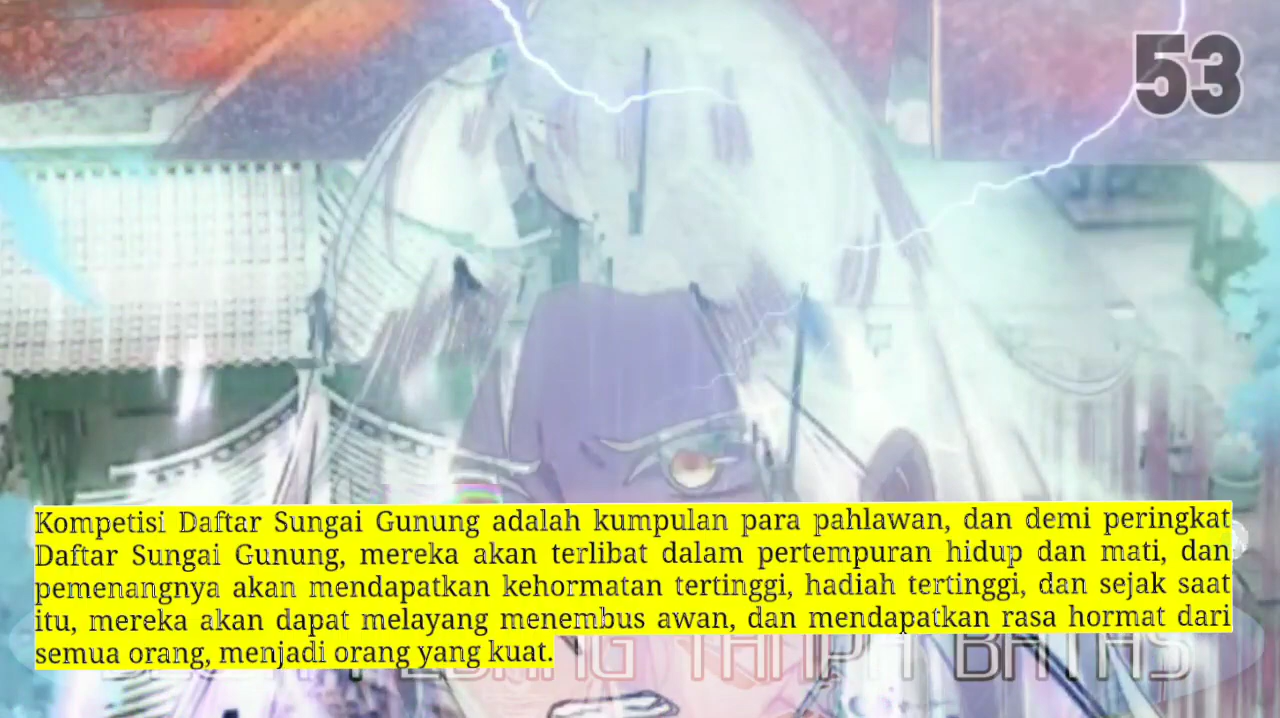 53
Kompetisi Daftar Sungai Gunung adalah kumpulan para pahlawan, dan demi peringkat
Daftar Sungai Gunung, mereka akan terlibat dalam pertempuran hidup dan mati, dan
pemenangnya akan mendapatkan kehormatan tertinggi, hadiah tertinggi, dan sejak saat
itu, mereka akan dapat melayang menembus awan, dan mendapatkan rasa hormat dari
semua orang, menjadi orang yang kuat.
TANPA BATAS